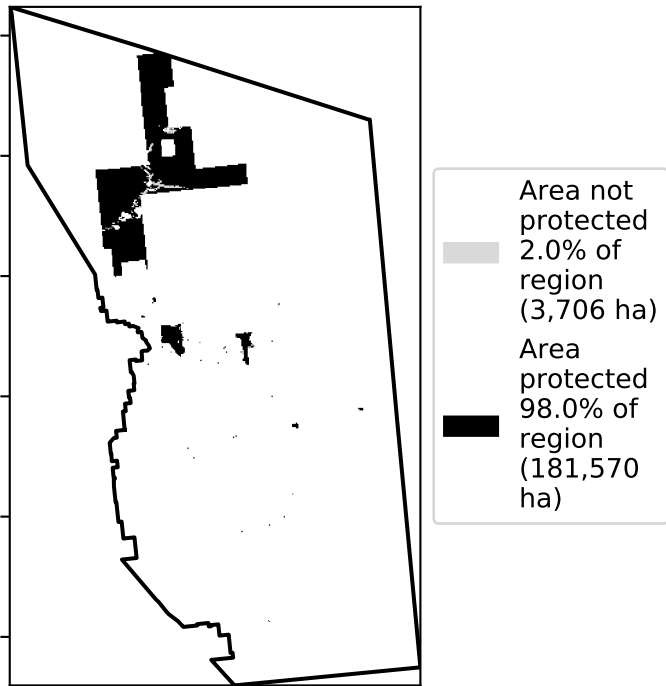 Area not
protected
2.0% of
region
(3,706 ha)
Area
protected
98.0% of
region
(181,570
ha)